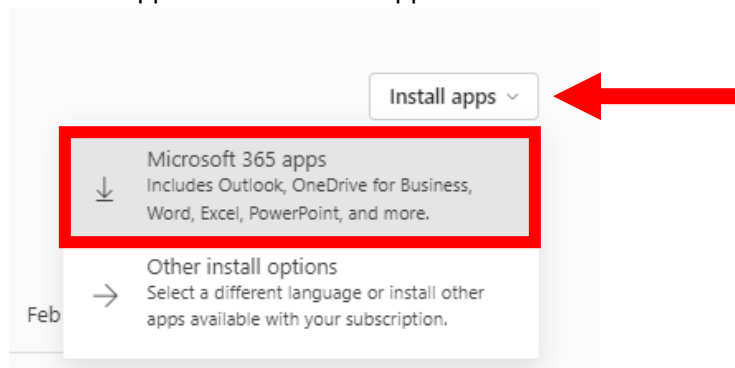 Install apps
Microsoft 365 apps
Includes Outlook, OneDrive for Business,
Word, Excel, PowerPoint, and more.
Other install options
Select a different language or install other
apps available with your subscription.
Feb